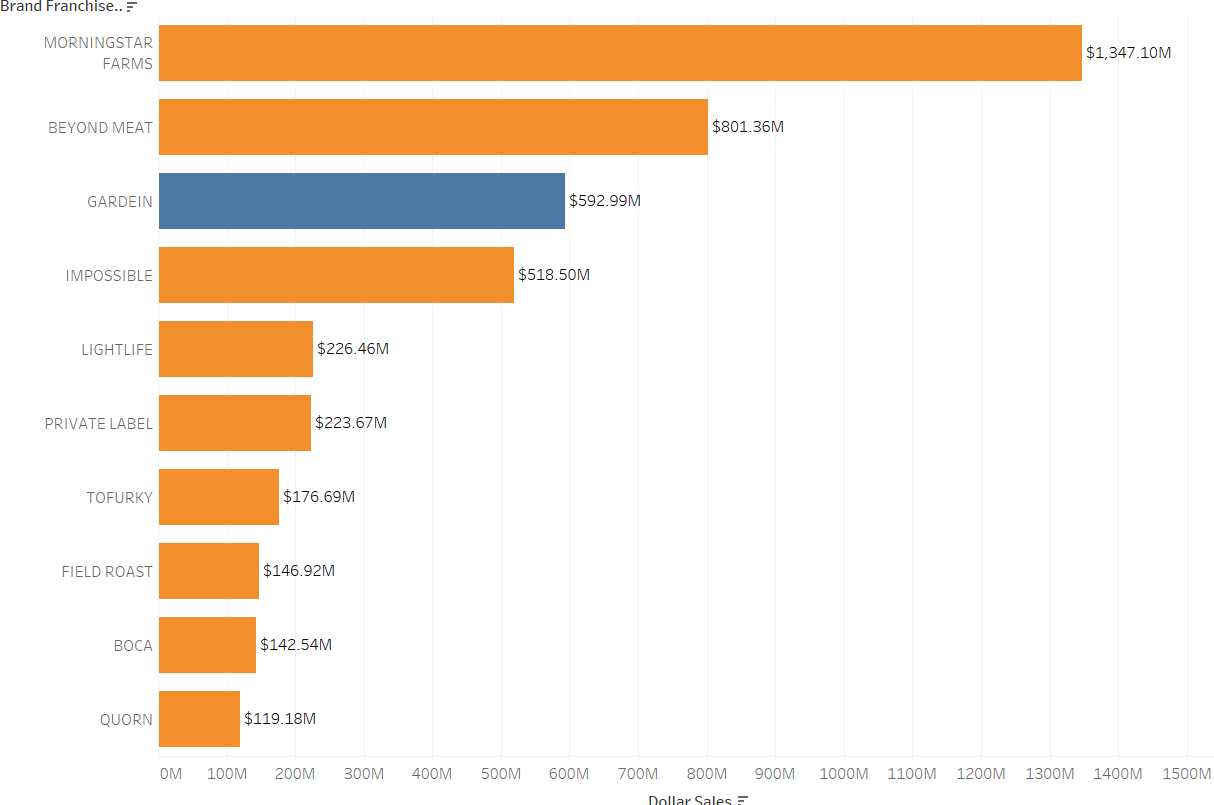 Brand Franchise..
MORNINGSTAR
FARMS
$1,347.10M
BEYOND MEAT
$801.36M
GARDEIN
$592.99M
IMPOSSIBLE
$518.50M
LIGHTLIFE
$226.46M
PRIVATE LABEL
$223.67M
TOFURKY
$176.69M
FIELD ROAST
$146.92M
BOCA
$142.54M
QUORN
$119.18M
0M 100M 200M 300M 400M 500M 600M 700M 800M 900M 1000M 1100M 1200M 1300M 1400M 1500M
Dollar Sales